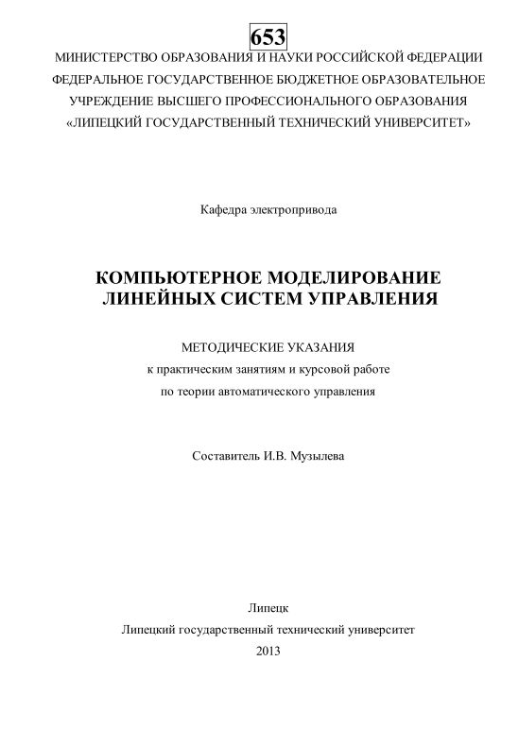 653
МИНИСТЕРСТВО ОБРАЗОВАНИЯ И НАУКИ РОССИЙСКОЙ ФЕДЕРАЦИИ
ФЕДЕРАЛЬНОЕ ГОСУДАРСТВЕННОЕ БЮДЖЕТНОЕ ОБРАЗОВАТЕЛЬНОЕ
УЧРЕЖДЕНИЕ ВЫСШЕГО ПРОФЕССИОНАЛЬНОГО ОБРАЗОВАНИЯ
«ЛИПЕЦКИЙ ГОСУДАРСТВЕННЫЙ ТЕХНИЧЕСКИЙ УНИВЕРСИТЕТ»
Кафедра электропривода
КОМПЬЮТЕРНОЕ МОДЕЛИРОВАНИЕ
ЛИНЕЙНЫХ СИСТЕМ УПРАВЛЕНИЯ
МЕТОДИЧЕСКИЕ УКАЗАНИЯ
к практическим занятиям и курсовой работе
по теории автоматического управления
Составитель И.В. Музылева
Липецк
Липецкий государственный технический университет
2013